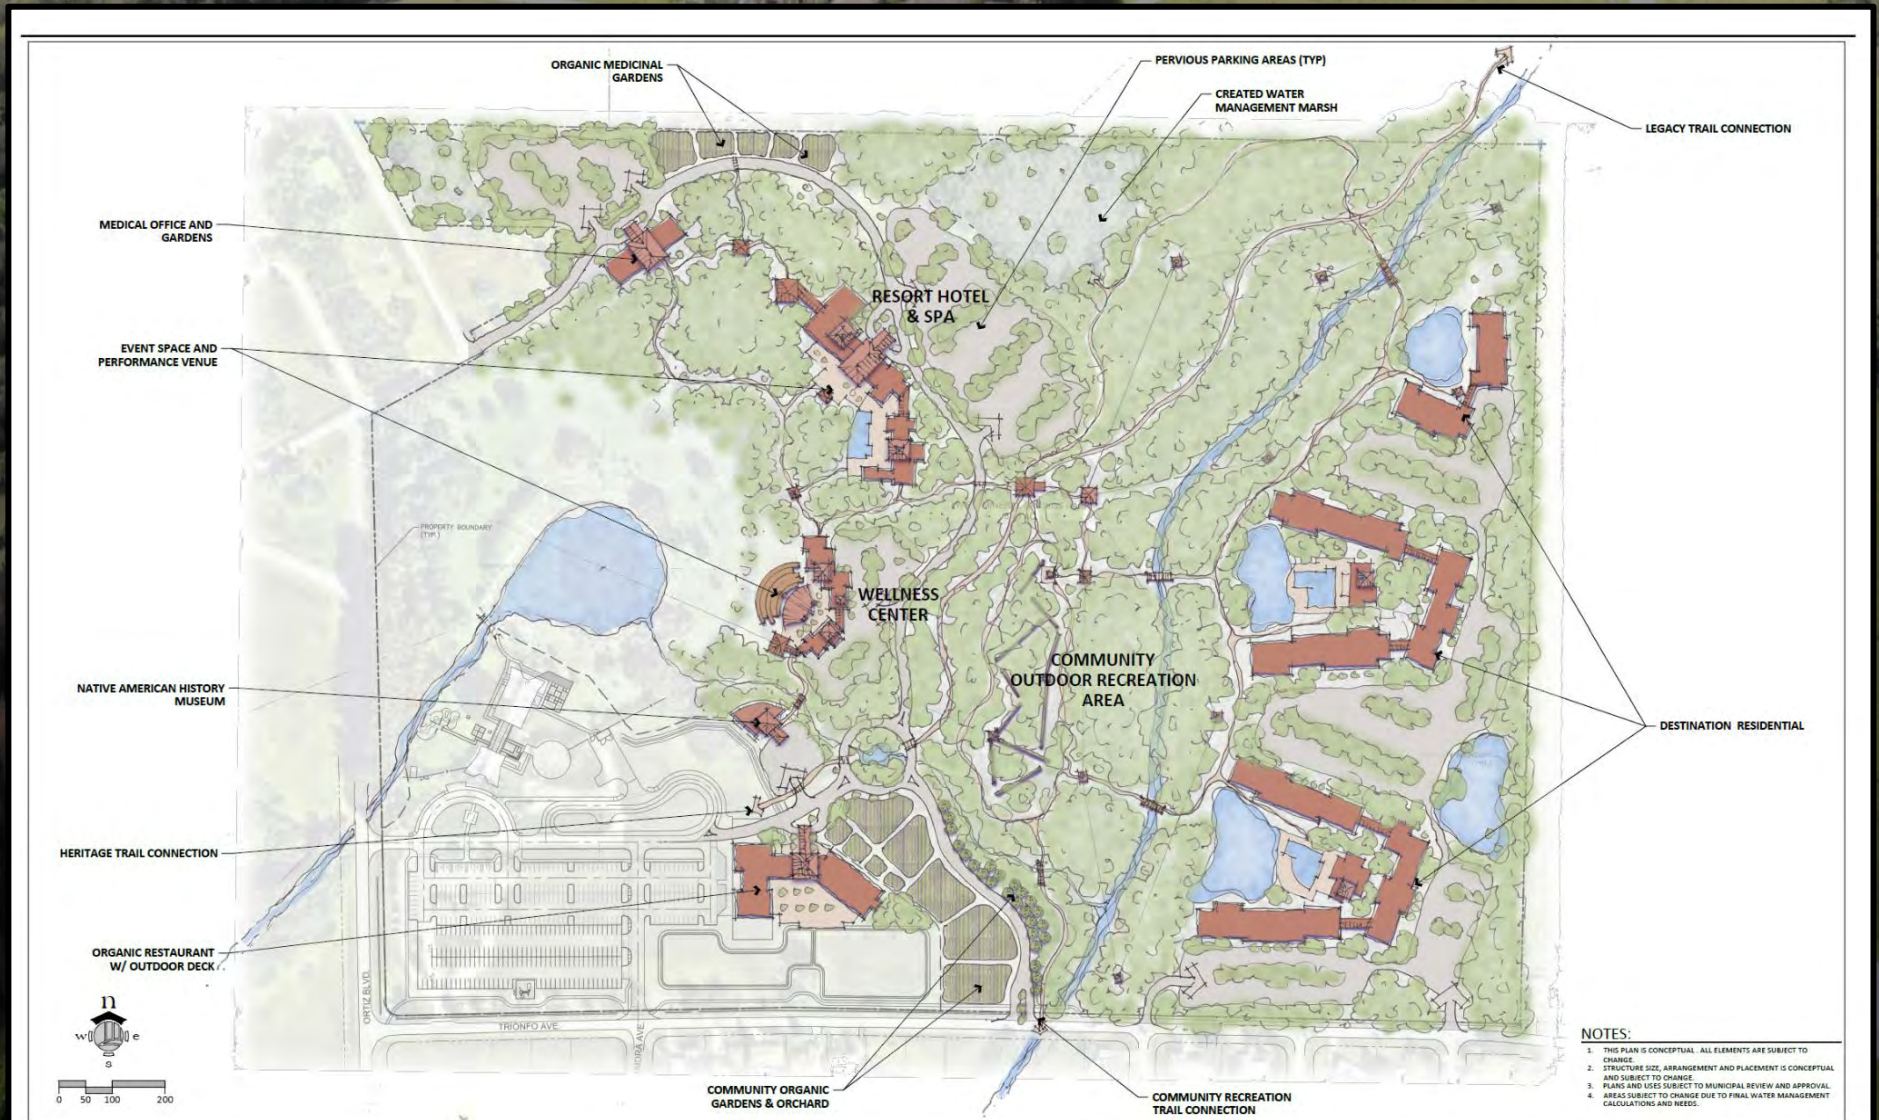 ORGANIC MEDICINAL
GARDENS
PERVIOUS PARKING AREAS (TYP)
CREATED WATER
MANAGEMENT MARSH
LEGACY TRAIL CONNECTION
MEDICAL OFFICE AND
GARDENS
RESORT HOTEL
& SPA
EVENT SPACE AND
PERFORMANCE VENUE
PROPERTY BOUNDARY
(TYP.)
WELLNESS
CENTER
COMMUNITY
OUTDOOR RECREATION
AREA
NATIVE AMERICAN HISTORY
MUSEUM
DESTINATION RESIDENTIAL
HERITAGE TRAIL CONNECTION
ORGANIC RESTAURANT
W/ OUTDOOR DECK
ORTIZ BLVD
TRIONFO AVE
n
w e
s
0 50 100 200
COMMUNITY ORGANIC
GARDENS & ORCHARD
COMMUNITY RECREATION
TRAIL CONNECTION
NOTES:
1. THIS PLAN IS CONCEPTUAL. ALL ELEMENTS ARE SUBJECT TO
CHANGE.
2. STRUCTURE SIZE, ARRANGEMENT AND PLACEMENT IS CONCEPTUAL
AND SUBJECT TO CHANGE.
3. PLANS AND USES SUBJECT TO MUNICIPAL REVIEW AND APPROVAL.
4. AREAS SUBJECT TO CHANGE DUE TO FINAL WATER MANAGEMENT
CALCULATIONS AND NEEDS.